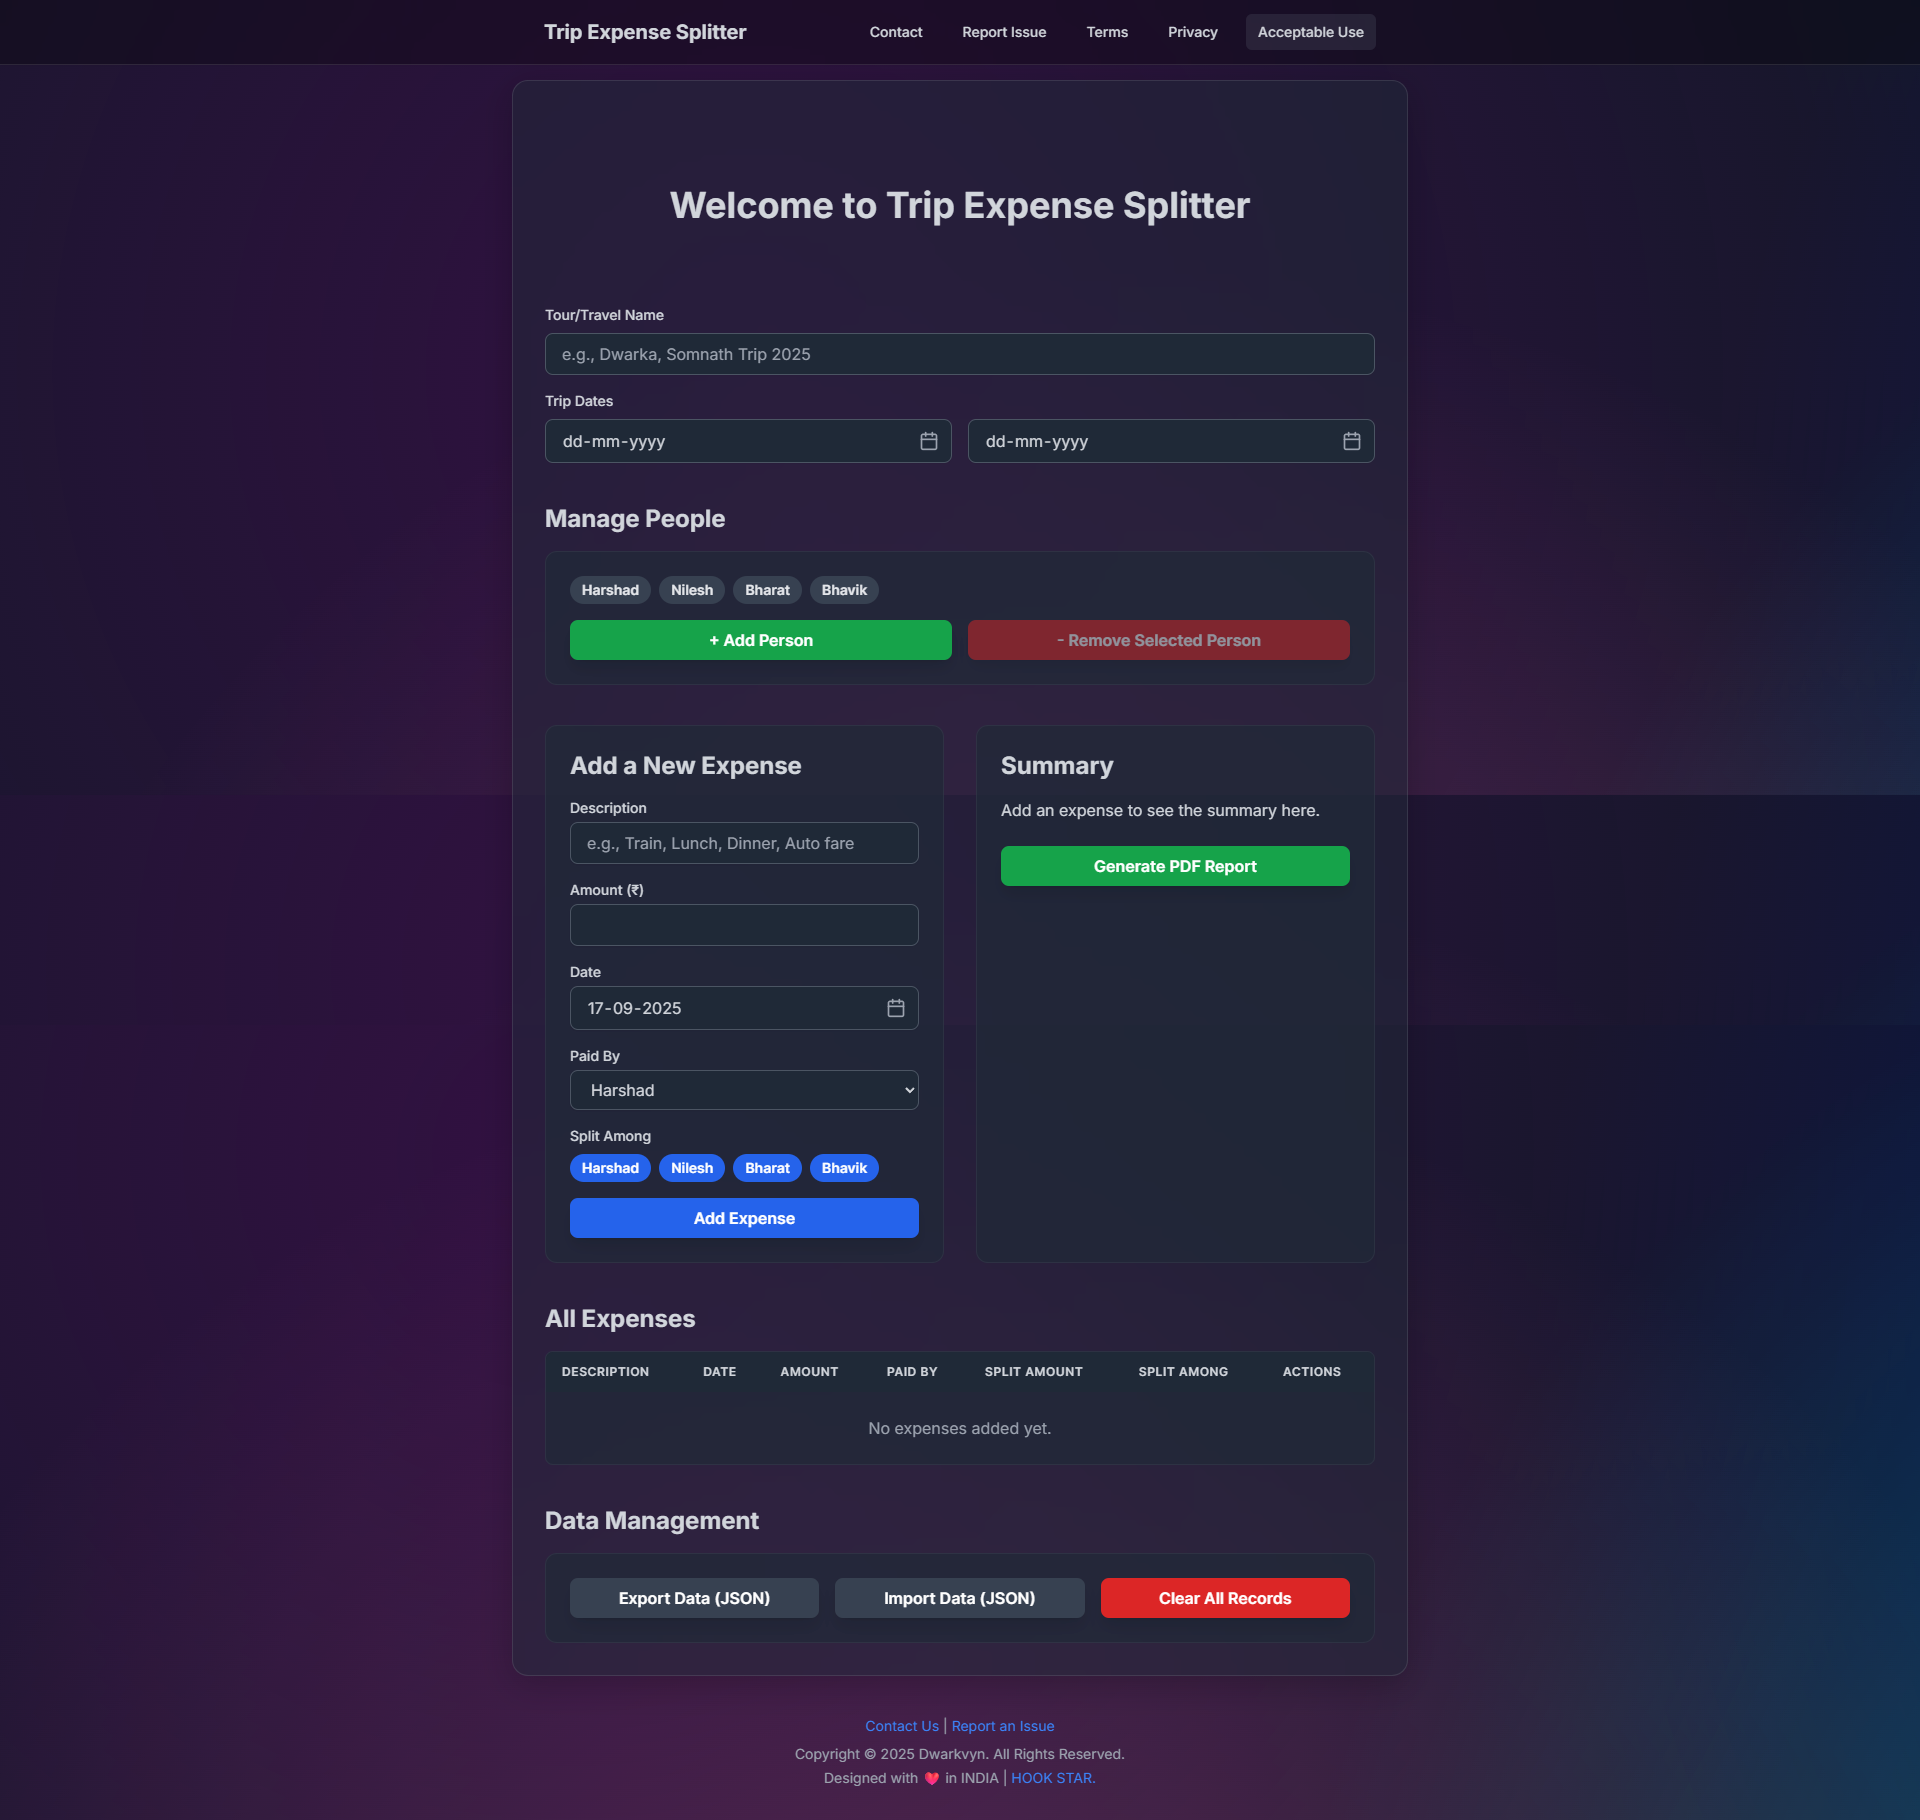 Trip Expense Splitter
Contact Report Issue Terms Privacy Acceptable Use
Welcome to Trip Expense Splitter
Tour/Travel Name
e.g., Dwarka, Somnath Trip 2025
Trip Dates
dd-mm-yyyy dd-mm-yyyy
Manage People
Harshad Nilesh Bharat Bhavik
+ Add Person - Remove Selected Person
Add a New Expense
Description
e.g., Train, Lunch, Dinner, Auto fare
Amount (₹)
Date
17-09-2025
Paid By
Harshad
Split Among
Harshad Nilesh Bharat Bhavik
Add Expense
Summary
Add an expense to see the summary here.
Generate PDF Report
All Expenses
DESCRIPTION DATE AMOUNT PAID BY SPLIT AMOUNT SPLIT AMONG ACTIONS
No expenses added yet.
Data Management
Export Data (JSON) Import Data (JSON) Clear All Records
Contact Us | Report an Issue
Copyright © 2025 Dwarkvyn. All Rights Reserved.
Designed with 💖 in INDIA | HOOK STAR.